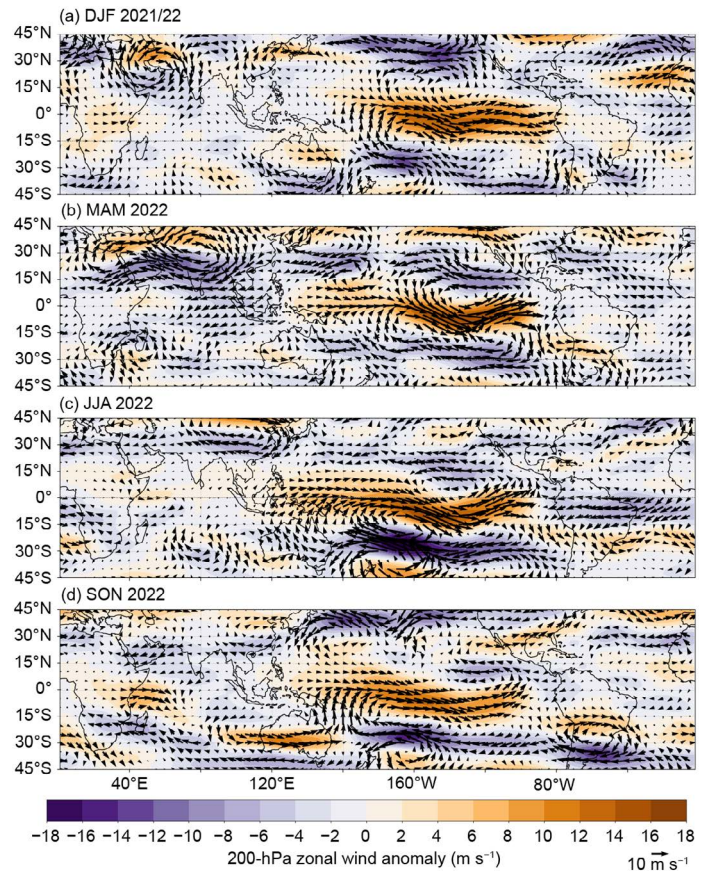 (a) DJF 2021/22
45°N
30°N
15°N
0°
15°S
30°S
45°S
(b) MAM 2022
45°N
30°N
15°N
0°
15°S
30°S
45°S
(c) JJA 2022
45°N
30°N
15°N
0°
15°S
30°S
45°S
(d) SON 2022
45°N
30°N
15°N
0°
15°S
30°S
45°S
40°E 120°E 160°W 80°W
−18 −16 −14 −12 −10 −8 −6 −4 −2 0 2 4 6 8 10 12 14 16 18
200-hPa zonal wind anomaly (m s⁻¹)
10 m s⁻¹